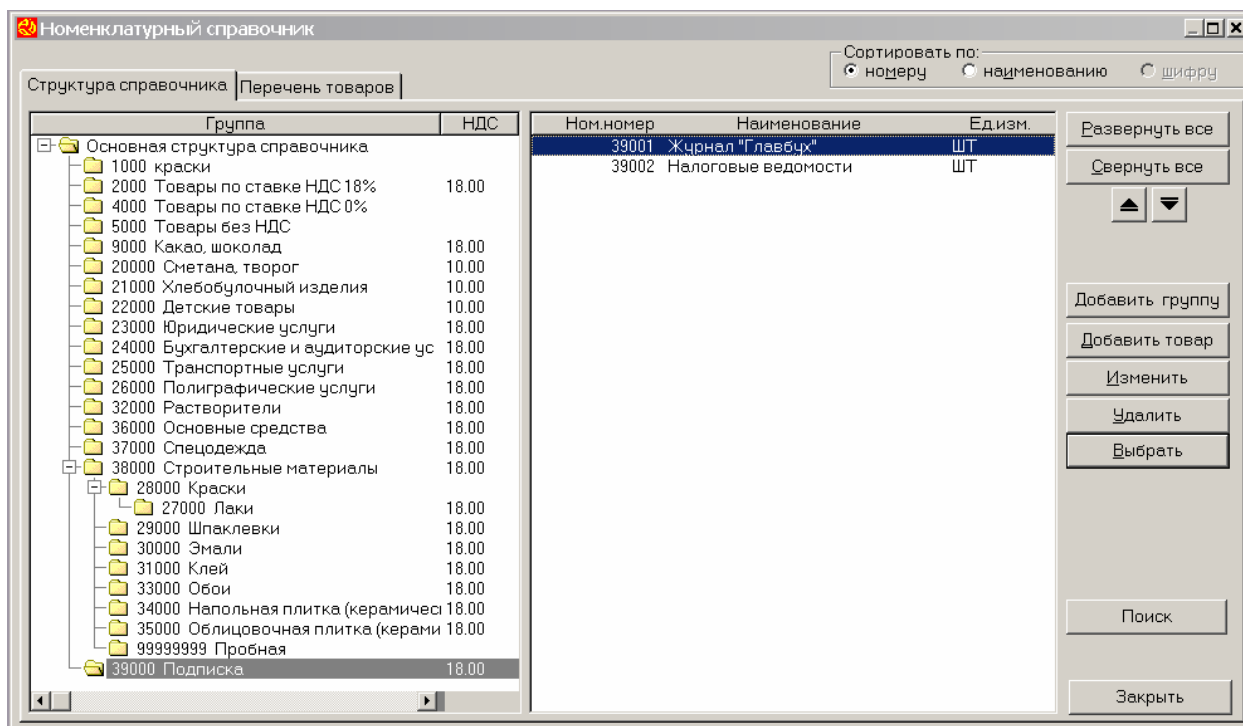 Номенклатурный справочник
Сортировать по:
номеру наименованию шифру
Структура справочника Перечень товаров
Группа НДС
Основная структура справочника
1000 краски
2000 Товары по ставке НДС 18% 18.00
4000 Товары по ставке НДС 0%
5000 Товары без НДС
9000 Какао, шоколад 18.00
20000 Сметана, творог 10.00
21000 Хлебобулочный изделия 10.00
22000 Детские товары 10.00
23000 Юридические услуги 18.00
24000 Бухгалтерские и аудиторские ус 18.00
25000 Транспортные услуги 18.00
26000 Полиграфические услуги 18.00
32000 Растворители 18.00
36000 Основные средства 18.00
37000 Спецодежда 18.00
38000 Строительные материалы 18.00
28000 Краски
27000 Лаки 18.00
29000 Шпаклевки 18.00
30000 Эмали 18.00
31000 Клей 18.00
33000 Обои 18.00
34000 Напольная плитка (керамичесı 18.00
35000 Облицовочная плитка (керами 18.00
99999999 Пробная
39000 Подписка 18.00
Ном.номер Наименование Ед.изм.
39001 Журнал "Главбух" ШТ
39002 Налоговые ведомости ШТ
Развернуть все
Свернуть все
Добавить группу
Добавить товар
Изменить
Удалить
Выбрать
Поиск
Закрыть